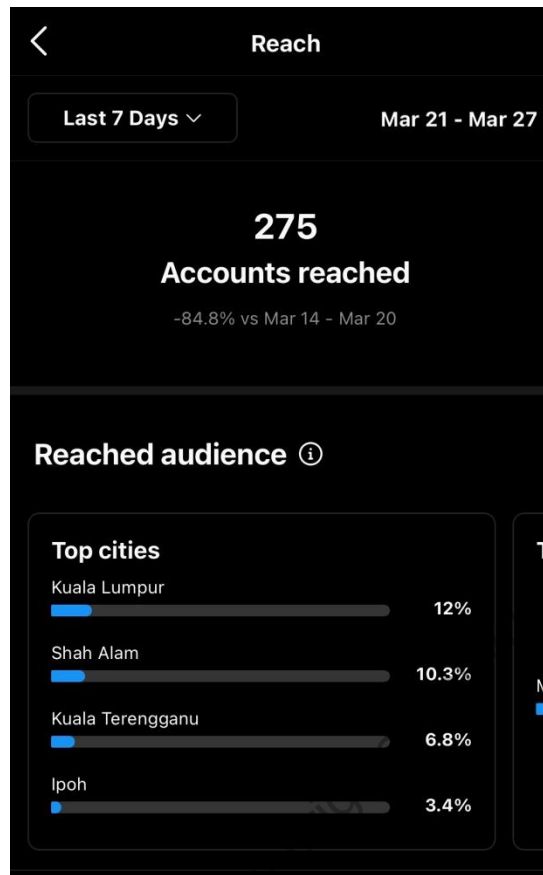 Reach
Last 7 Days
Mar 21 - Mar 27
275
Accounts reached
-84.8% vs Mar 14 - Mar 20
Reached audience
Top cities
Kuala Lumpur
12%
Shah Alam
10.3%
Kuala Terengganu
6.8%
Ipoh
3.4%